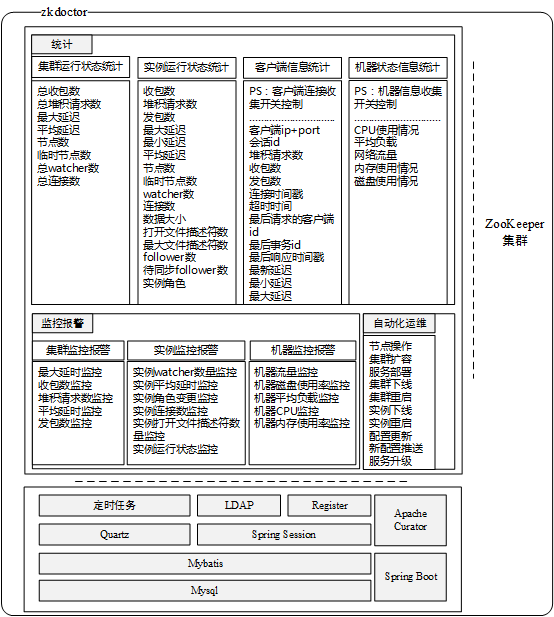 zkdoctor
统计
集群运行状态统计
总收包数
总堆积请求数
最大延迟
平均延迟
节点数
临时节点数
总watcher数
总连接数
实例运行状态统计
收包数
堆积请求数
发包数
最大延迟
最小延迟
平均延迟
节点数
临时节点数
watcher数
连接数
数据大小
打开文件描述符数
最大文件描述符数
follower数
待同步follower数
实例角色
客户端信息统计
PS：客户端连接收
集开关控制
.............................
客户端ip+port
会话id
堆积请求数
收包数
发包数
连接时间戳
超时时间
最后请求的客户端
id
最后事务id
最后响应时间戳
最新延迟
最小延迟
最大延迟
机器状态信息统计
PS：机器信息收集
开关控制
.............................
CPU使用情况
平均负载
网络流量
内存使用情况
磁盘使用情况
监控报警
集群监控报警
最大延时监控
收包数监控
堆积请求数监控
平均延时监控
发包数监控
实例监控报警
实例watcher数量监控
实例平均延时监控
实例角色变更监控
实例连接数监控
实例打开文件描述符数
量监控
实例运行状态监控
机器监控报警
机器流量监控
机器磁盘使用率监控
机器平均负载监控
机器CPU监控
机器内存使用率监控
自动化运维
节点操作
集群扩容
服务部署
集群下线
集群重启
实例下线
实例重启
配置更新
新配置推送
服务升级
ZooKeeper
集群
定时任务
LDAP
Register
Apache
Curator
Quartz
Spring Session
Mybatis
Spring Boot
Mysql